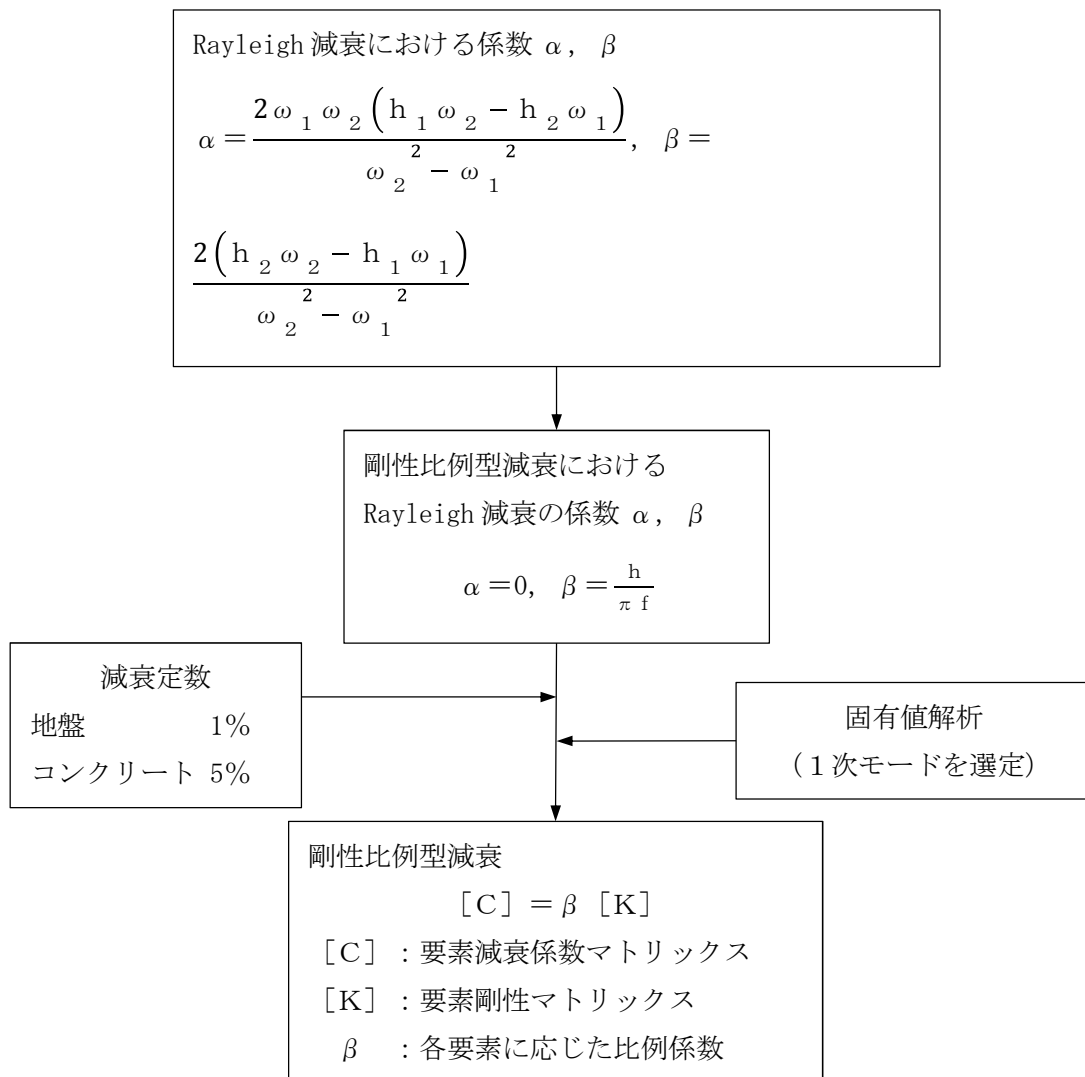 Rayleigh 減衰における係数 α, β
α=2ω₁ω₂(h₁ω₂−h₂ω₁)/(ω₂²−ω₁²), β=
2(h₂ω₂−h₁ω₁)/(ω₂²−ω₁²)
剛性比例型減衰における
Rayleigh 減衰の係数 α, β
α=0, β=h/πf
減衰定数
地盤 1%
コンクリート 5%
固有値解析
(1次モードを選定)
剛性比例型減衰
[C]=β[K]
[C]:要素減衰係数マトリックス
[K]:要素剛性マトリックス
β :各要素に応じた比例係数